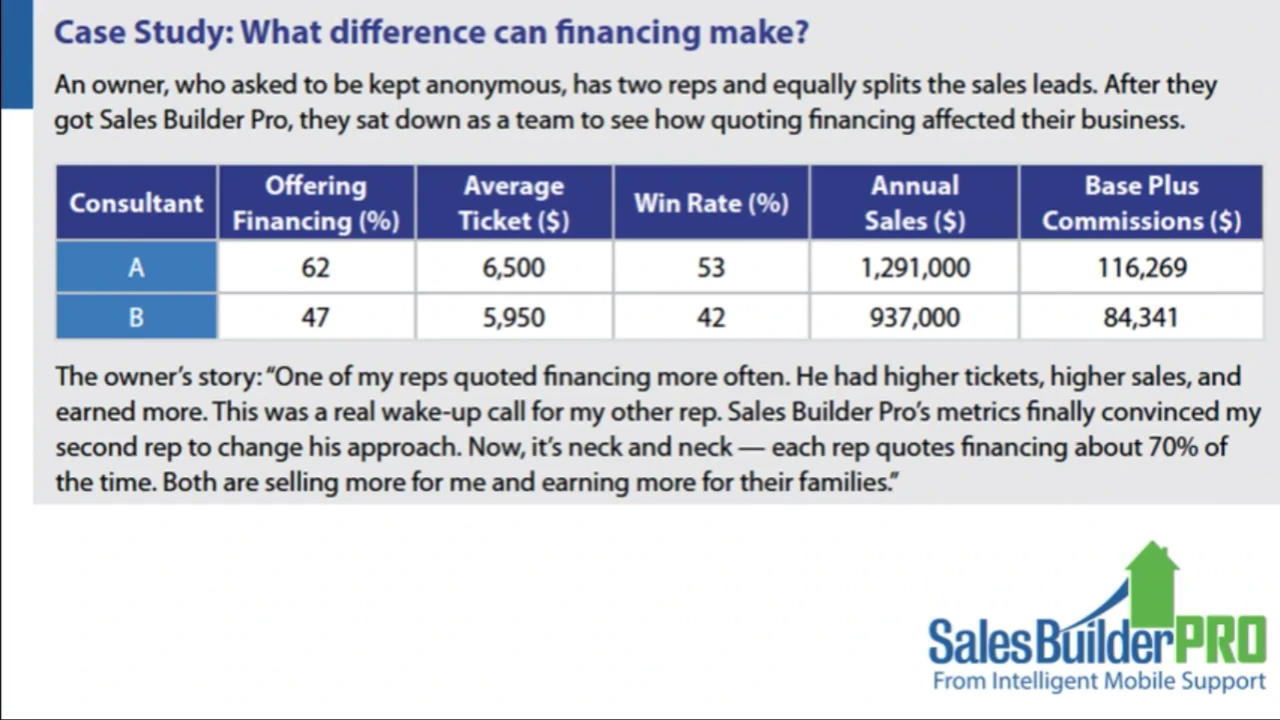 Case Study: What difference can financing make?
An owner, who asked to be kept anonymous, has two reps and equally splits the sales leads. After they
got Sales Builder Pro, they sat down as a team to see how quoting financing affected their business.
Consultant Offering Financing (%) Average Ticket ($) Win Rate (%) Annual Sales ($) Base Plus Commissions ($)
A 62 6,500 53 1,291,000 116,269
B 47 5,950 42 937,000 84,341
The owner’s story: “One of my reps quoted financing more often. He had higher tickets, higher sales, and
earned more. This was a real wake-up call for my other rep. Sales Builder Pro’s metrics finally convinced my
second rep to change his approach. Now, it’s neck and neck — each rep quotes financing about 70% of
the time. Both are selling more for me and earning more for their families.”
SalesBuilderPRO
From Intelligent Mobile Support